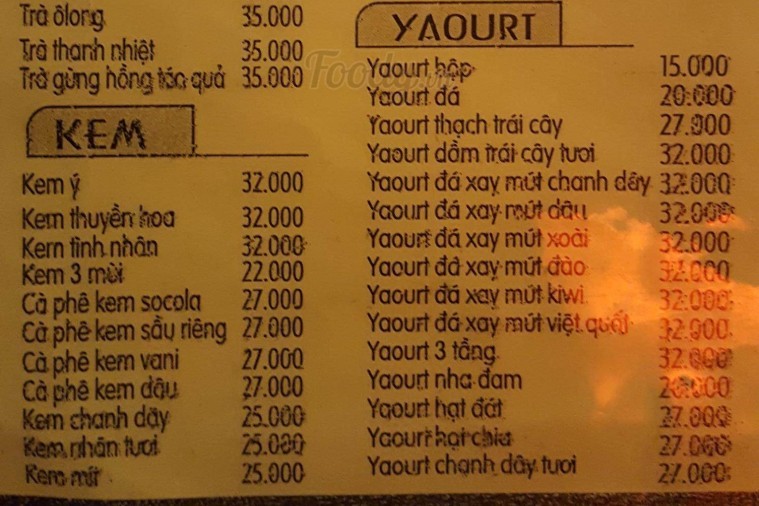 Trà ôlong 35.000
Trà thanh nhiệt 35.000
Trà gừng hồng táo quả 35.000
KEM
Kem ý 32.000
Kem thuyền hoa 32.000
Kem tình nhân 32.000
Kem 3 mùi 22.000
Cà phê kem socola 27.000
Cà phê kem sầu riêng 27.000
Cà phê kem vani 27.000
Cà phê kem dâu 27.000
Kem chanh dây 25.000
Kem nhãn tươi 25.000
Kem mít 25.000
YAOURT
Yaourt hộp 15.000
Yaourt đá 20.000
Yaourt thạch trái cây 27.000
Yaourt dầm trái cây tươi 32.000
Yaourt đá xay mứt chanh dây 32.000
Yaourt đá xay mứt dâu 32.000
Yaourt đá xay mứt xoài 32.000
Yaourt đá xay mứt đào 32.000
Yaourt đá xay mứt kiwi 32.000
Yaourt đá xay mứt việt quất 32.000
Yaourt 3 tầng 32.000
Yaourt nha đam 26.000
Yaourt hạt đát 27.000
Yaourt hạt chia 27.000
Yaourt chanh dây tươi 27.000